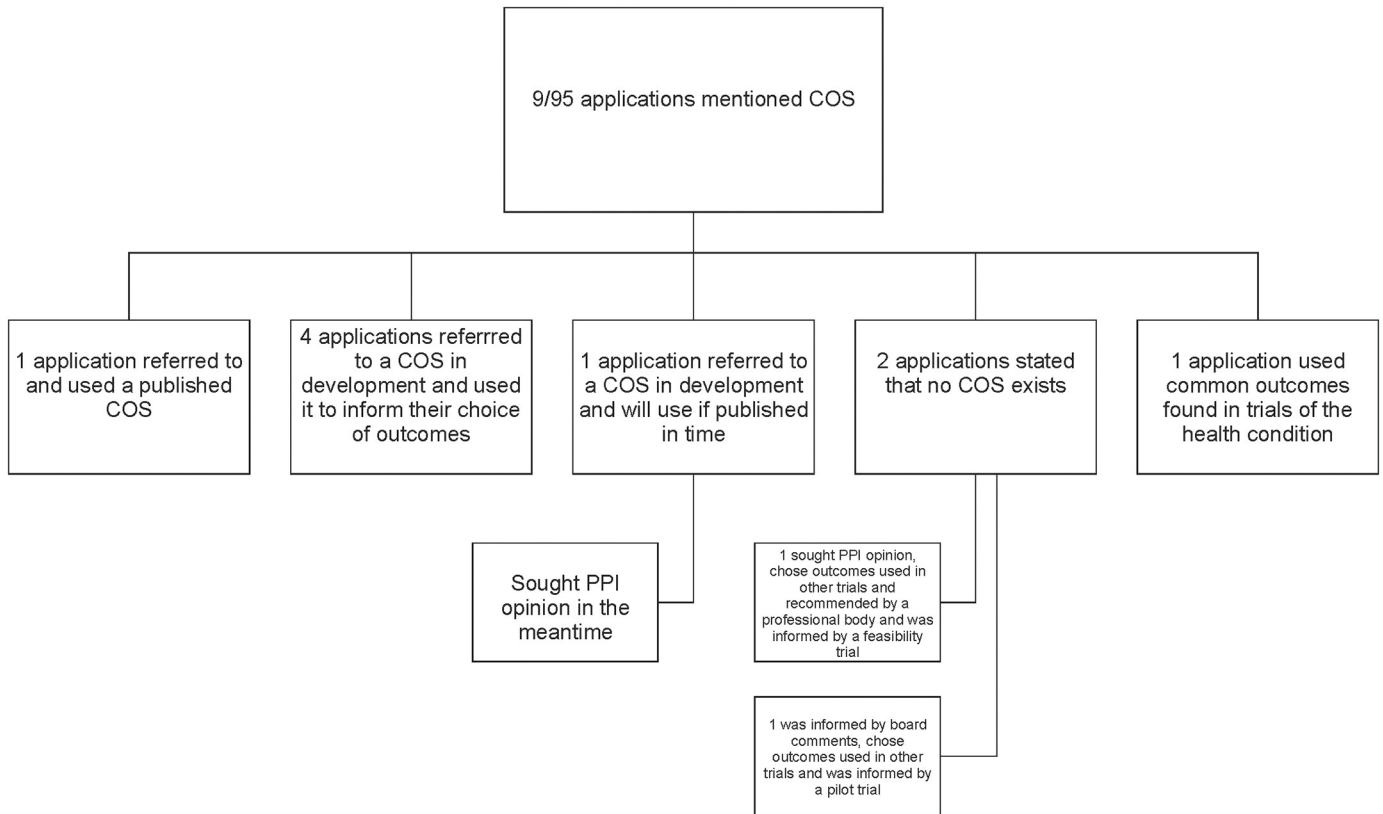 9/95 applications mentioned COS
1 application referred to
and used a published
COS
4 applications referrred
to a COS in
development and used
it to inform their choice
of outcomes
1 application referred to
a COS in development
and will use if published
in time
2 applications stated
that no COS exists
1 application used
common outcomes
found in trials of the
health condition
Sought PPI
opinion in the
meantime
1 sought PPI opinion,
chose outcomes used in
other trials and
recommended by a
professional body and was
informed by a feasibility
trial
1 was informed by board
comments, chose
outcomes used in other
trials and was informed by
a pilot trial